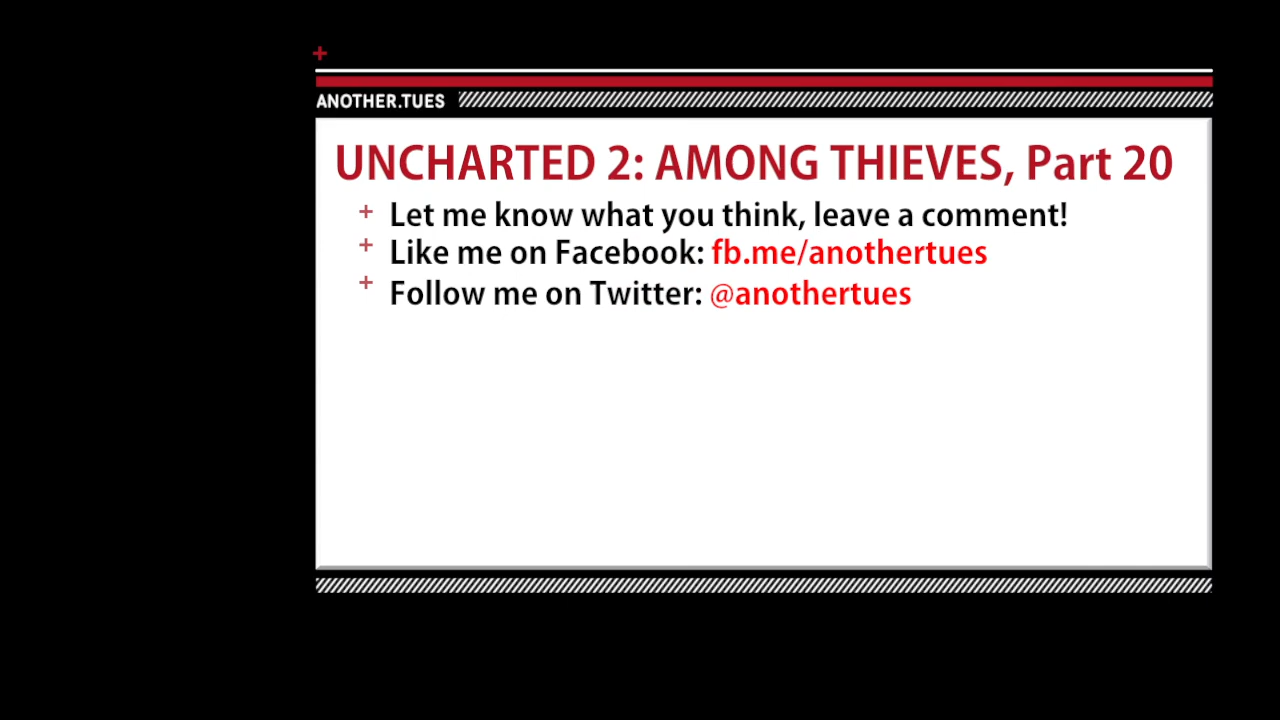 ANOTHER.TUES
UNCHARTED 2: AMONG THIEVES, Part 20
+ Let me know what you think, leave a comment!
+ Like me on Facebook: fb.me/anothertues
+ Follow me on Twitter: @anothertues